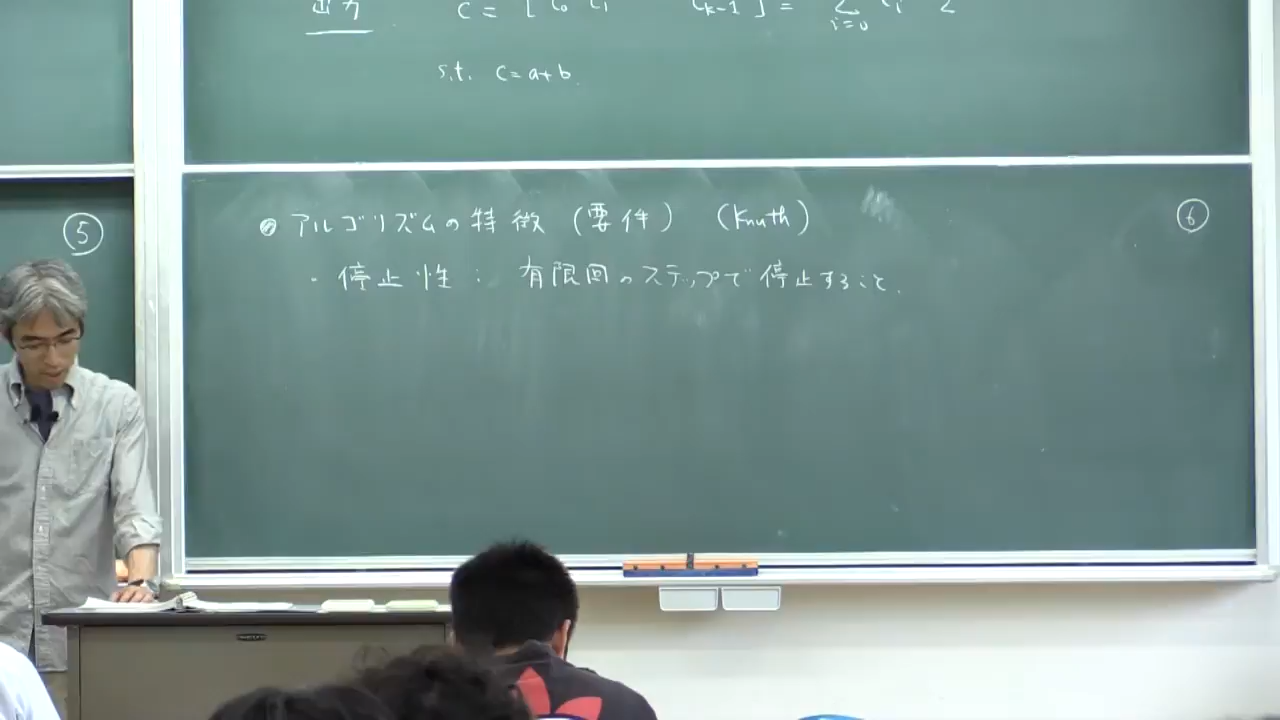 出力 C = [ C0 C1 Ck-1 ] = Σ i=0 Ci 2
s.t. C = a+b.
⑤
アルゴリズムの特徴 (要件) (Knuth) ⑥
・停止性: 有限回のステップで停止すること.